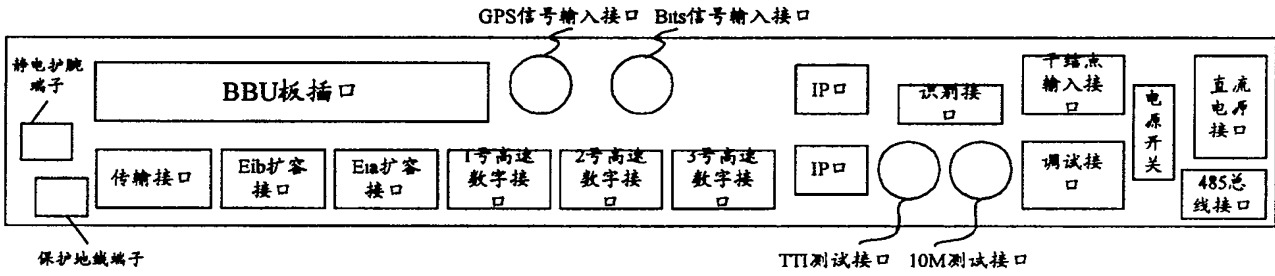 GPS信号输入接口 Bits信号输入接口
静电护腕
端子
BBU板插口
IP口
识别接
口
干结点
输入接
口
电
源
开
关
直流
电源
接口
传输接口
Eib扩容
接口
Eia扩容
接口
1号高速
数字接
口
2号高速
数字接
口
3号高速
数字接
口
IP口
调试接
口
485总
线接口
保护地线端子
TTI测试接口 10M测试接口